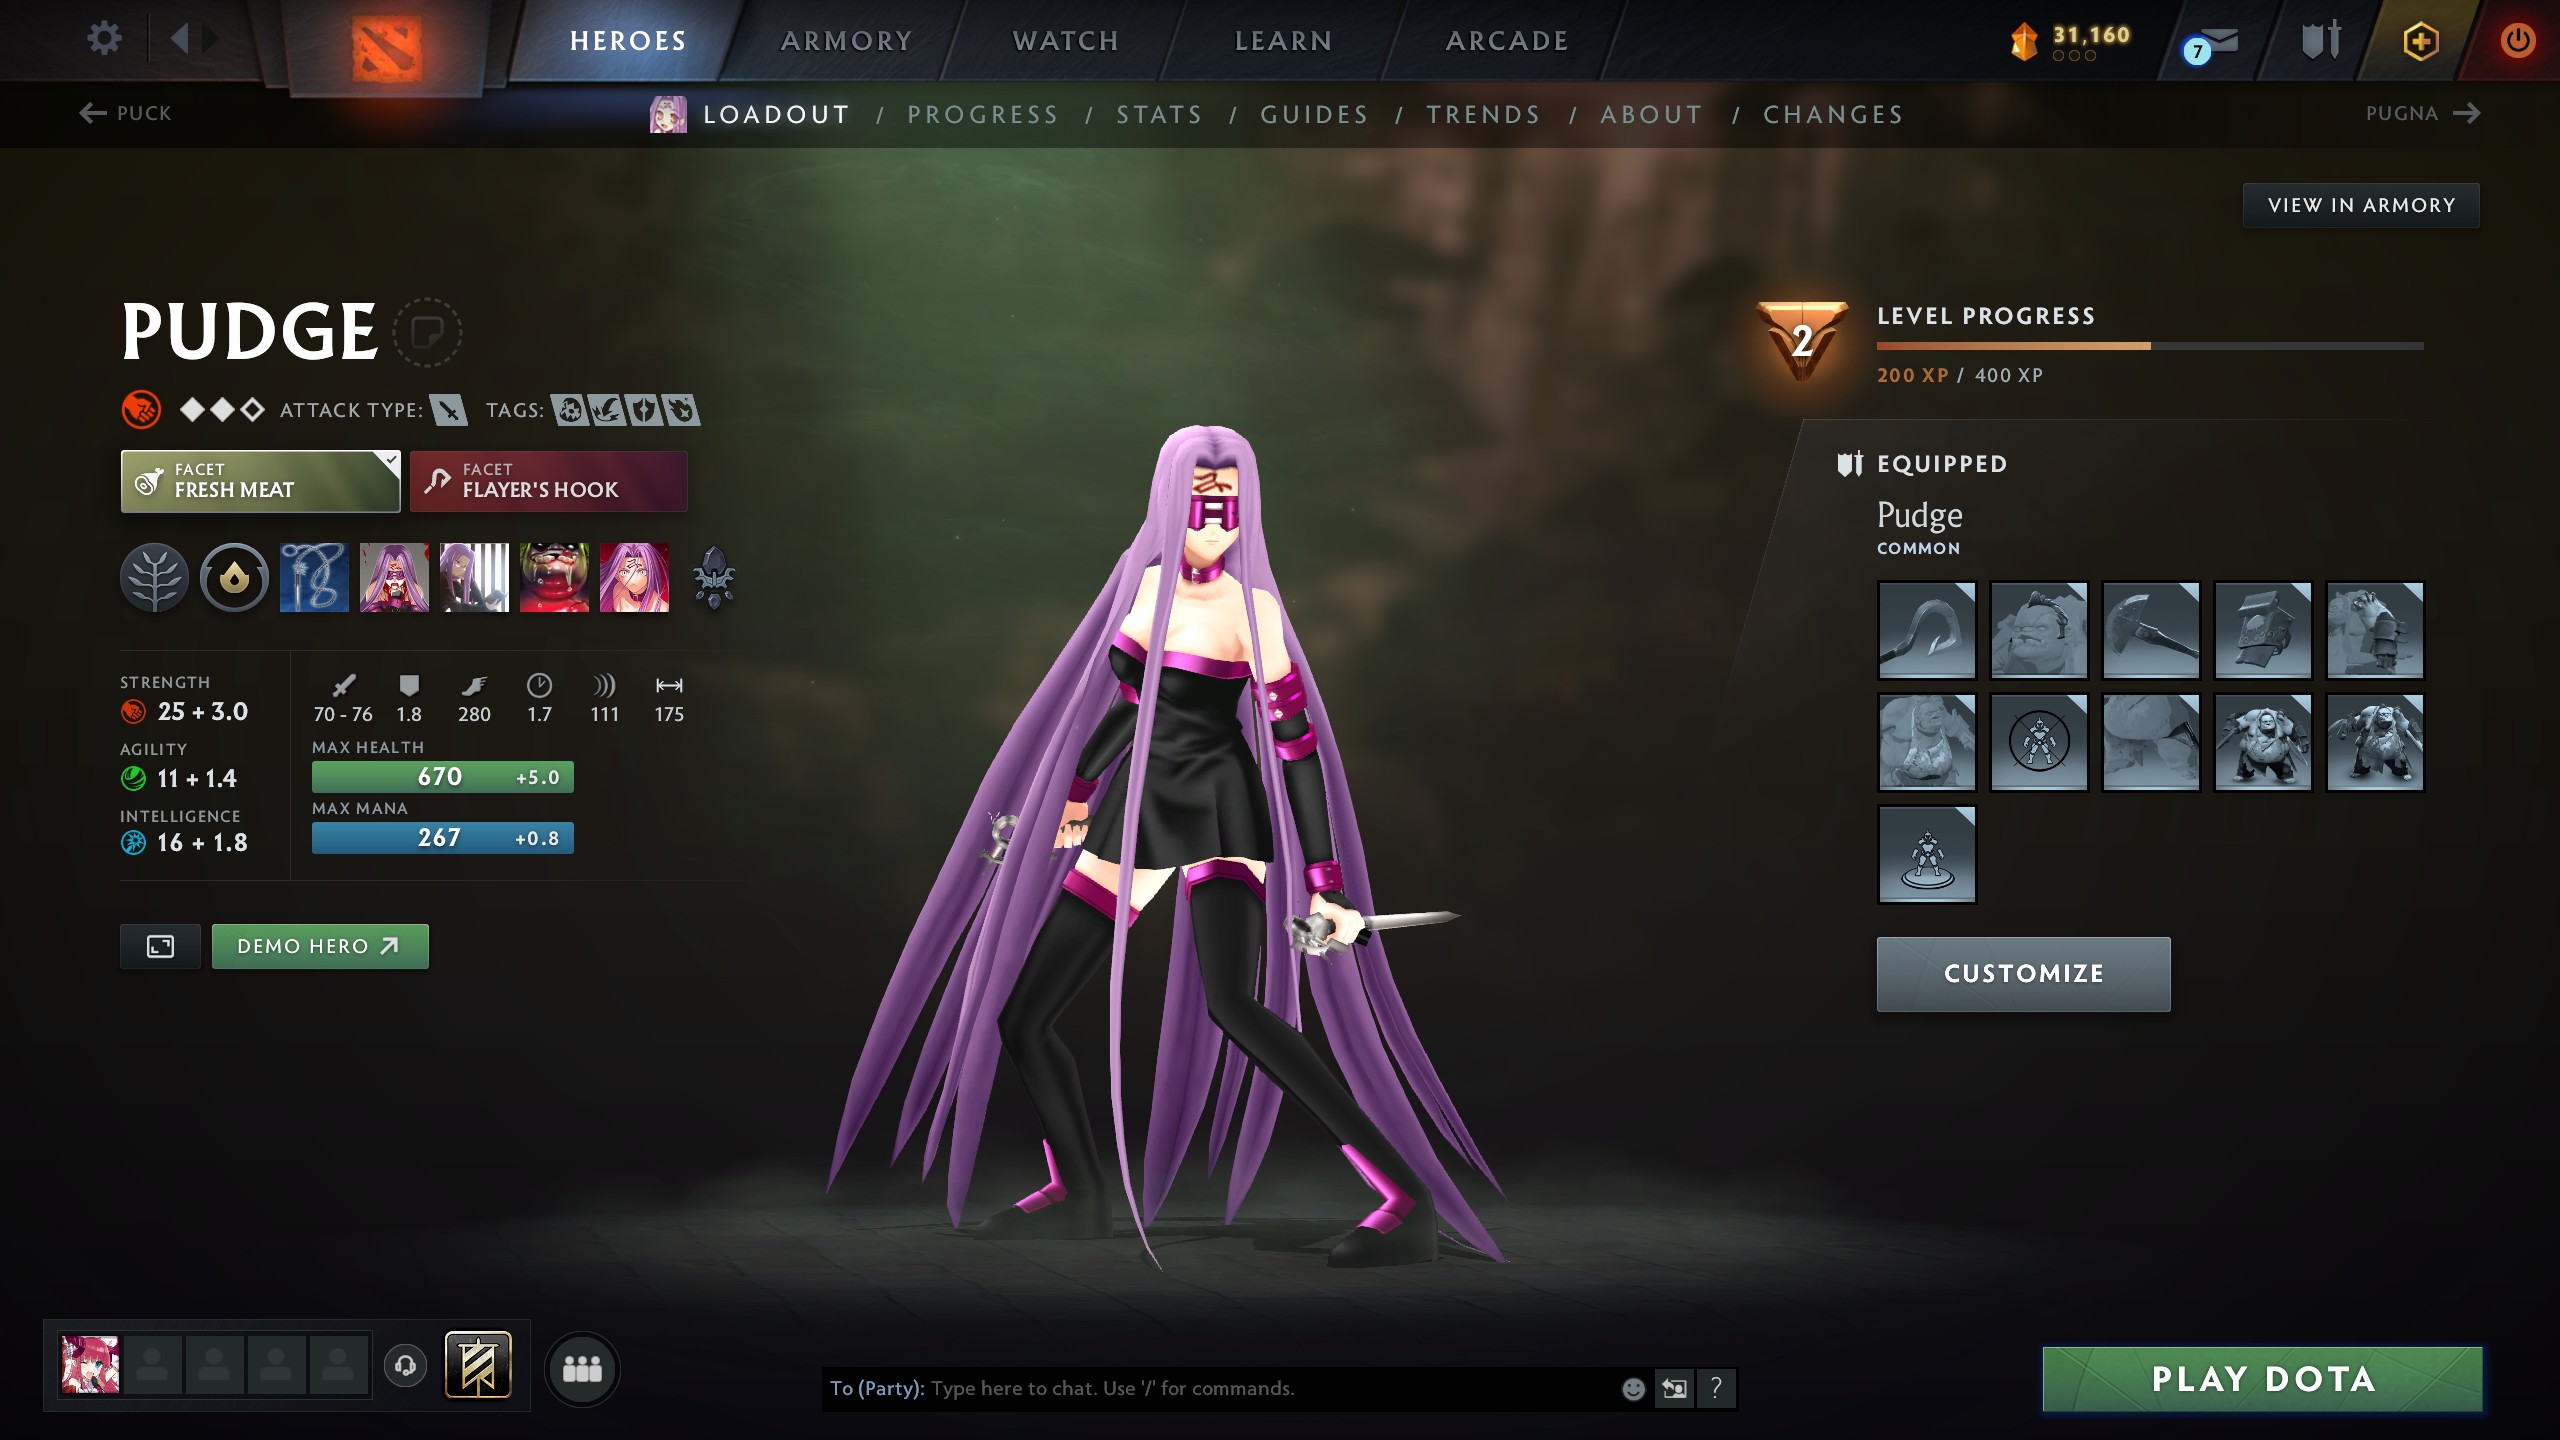 HEROES
ARMORY
WATCH
LEARN
ARCADE
31,160
7
PUCK
LOADOUT / PROGRESS / STATS / GUIDES / TRENDS / ABOUT / CHANGES
PUGNA
VIEW IN ARMORY
PUDGE
ATTACK TYPE:
TAGS:
FACET
FRESH MEAT
FACET
FLAYER'S HOOK
STRENGTH
25 + 3.0
AGILITY
11 + 1.4
INTELLIGENCE
16 + 1.8
70 - 76
1.8
280
1.7
111
175
MAX HEALTH
670 +5.0
MAX MANA
267 +0.8
DEMO HERO
2
LEVEL PROGRESS
200 XP / 400 XP
EQUIPPED
Pudge
COMMON
CUSTOMIZE
To (Party): Type here to chat. Use '/' for commands.
?
PLAY DOTA